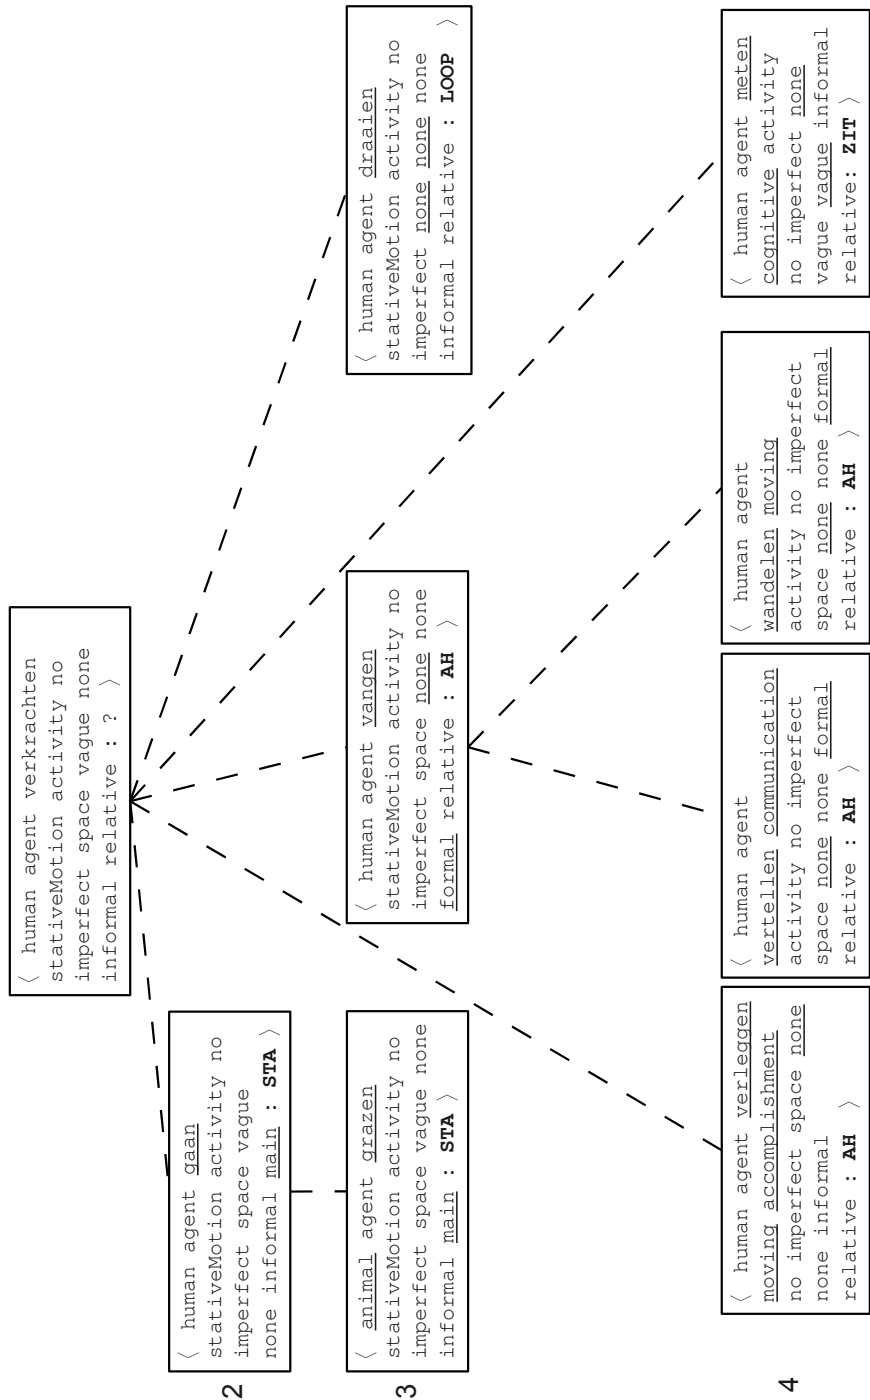 ⟨ human agent verkrachten
stativeMotion activity no
imperfect space vague none
informal relative : ? ⟩
2
⟨ human agent gaan
stativeMotion activity no
imperfect space vague
none informal main : STA ⟩
3
⟨ animal agent grazen
stativeMotion activity no
imperfect space vague none
informal main : STA ⟩
⟨ human agent vangen
stativeMotion activity no
imperfect space none none
formal relative : AH ⟩
⟨ human agent draaien
stativeMotion activity no
imperfect none none none
informal relative : LOOP ⟩
4
⟨ human agent verleggen
moving accomplishment
no imperfect space none
none informal
relative : AH ⟩
⟨ human agent
vertellen communication
activity no imperfect
space none none formal
relative : AH ⟩
⟨ human agent
wandelen moving
activity no imperfect
space none none formal
relative : AH ⟩
⟨ human agent meten
cognitive activity
no imperfect none
vague vague informal
relative: ZIT ⟩